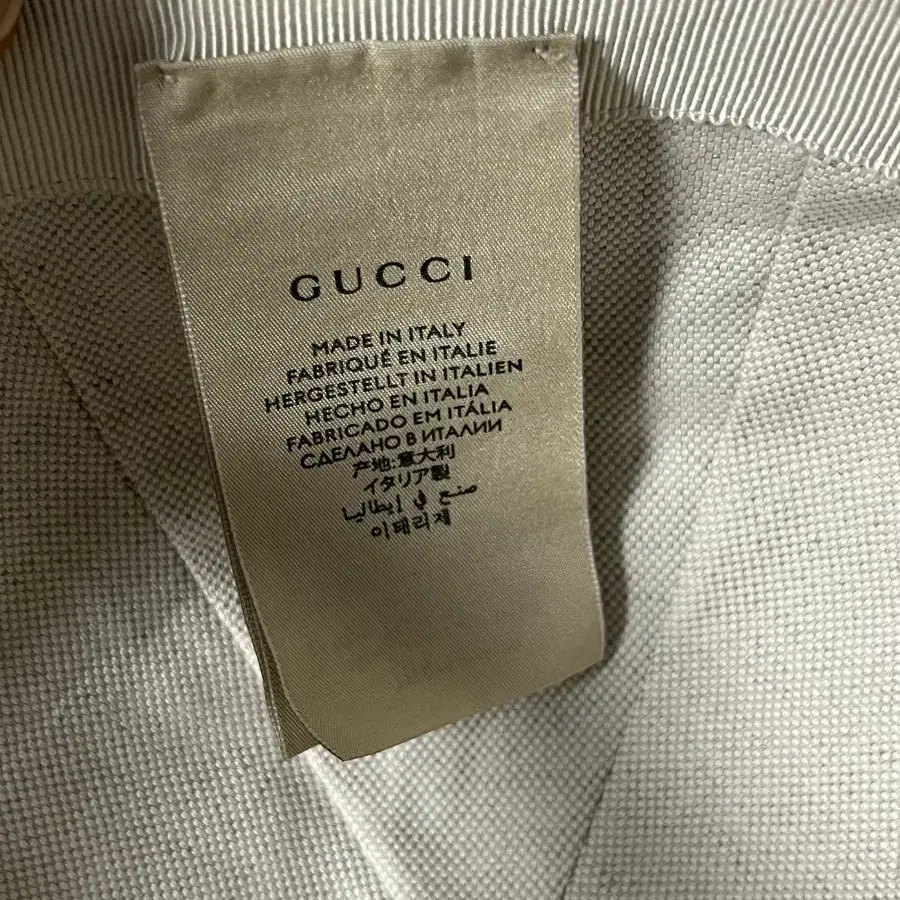 GUCCI
MADE IN ITALY
FABRIQUÉ EN ITALIE
HERGESTELLT IN ITALIEN
HECHO EN ITALIA
FABRICADO EM ITÁLIA
СДЕЛАНО В ИТАЛИИ
产地:意大利
イタリア製
صنع في إيطاليا
이태리제